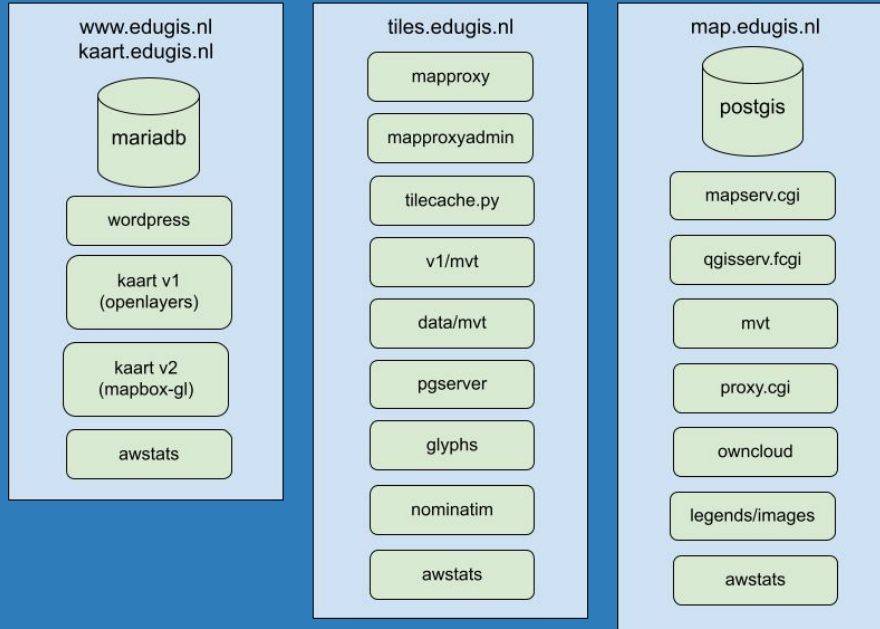 www.edugis.nl
kaart.edugis.nl
mariadb
wordpress
kaart v1
(openlayers)
kaart v2
(mapbox-gl)
awstats
tiles.edugis.nl
mapproxy
mapproxyadmin
tilecache.py
v1/mvt
data/mvt
pgserver
glyphs
nominatim
awstats
map.edugis.nl
postgis
mapserv.cgi
qgisserv.fcgi
mvt
proxy.cgi
owncloud
legends/images
awstats